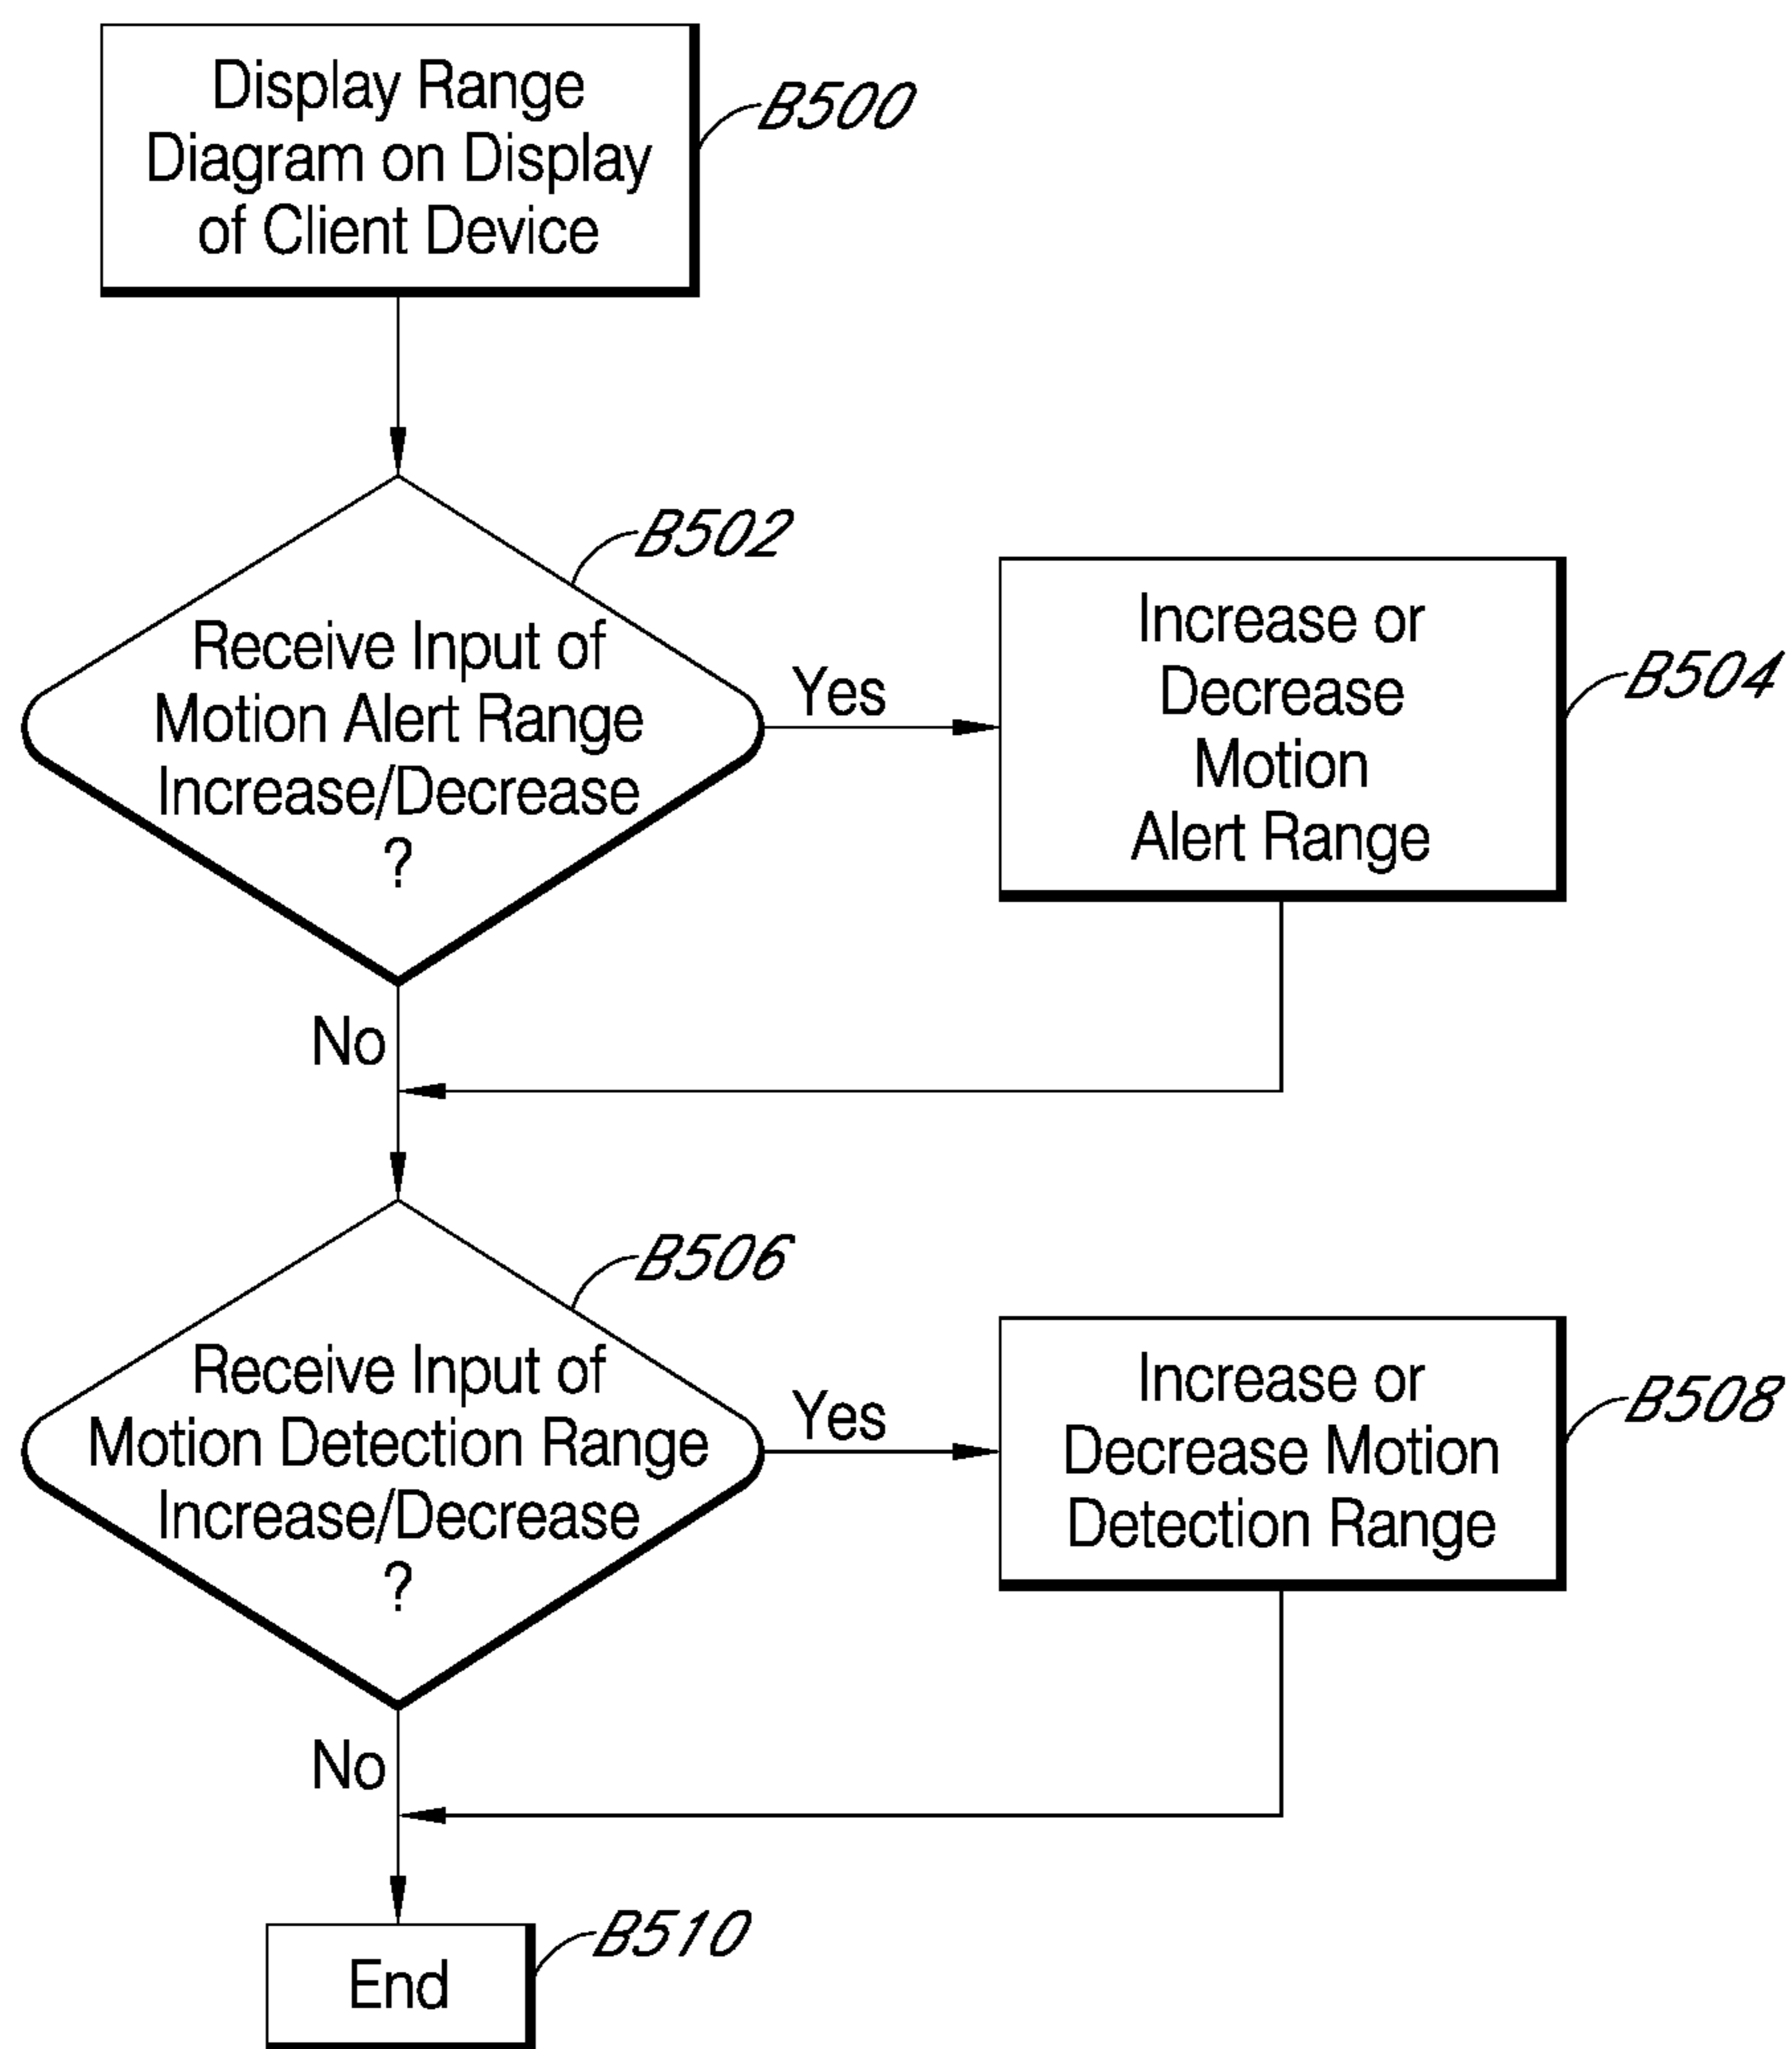 Display Range
Diagram on Display
of Client Device
B500
B502
Receive Input of
Motion Alert Range
Increase/Decrease
?
Yes
Increase or
Decrease
Motion
Alert Range
B504
No
B506
Receive Input of
Motion Detection Range
Increase/Decrease
?
Yes
Increase or
Decrease Motion
Detection Range
B508
No
End
B510